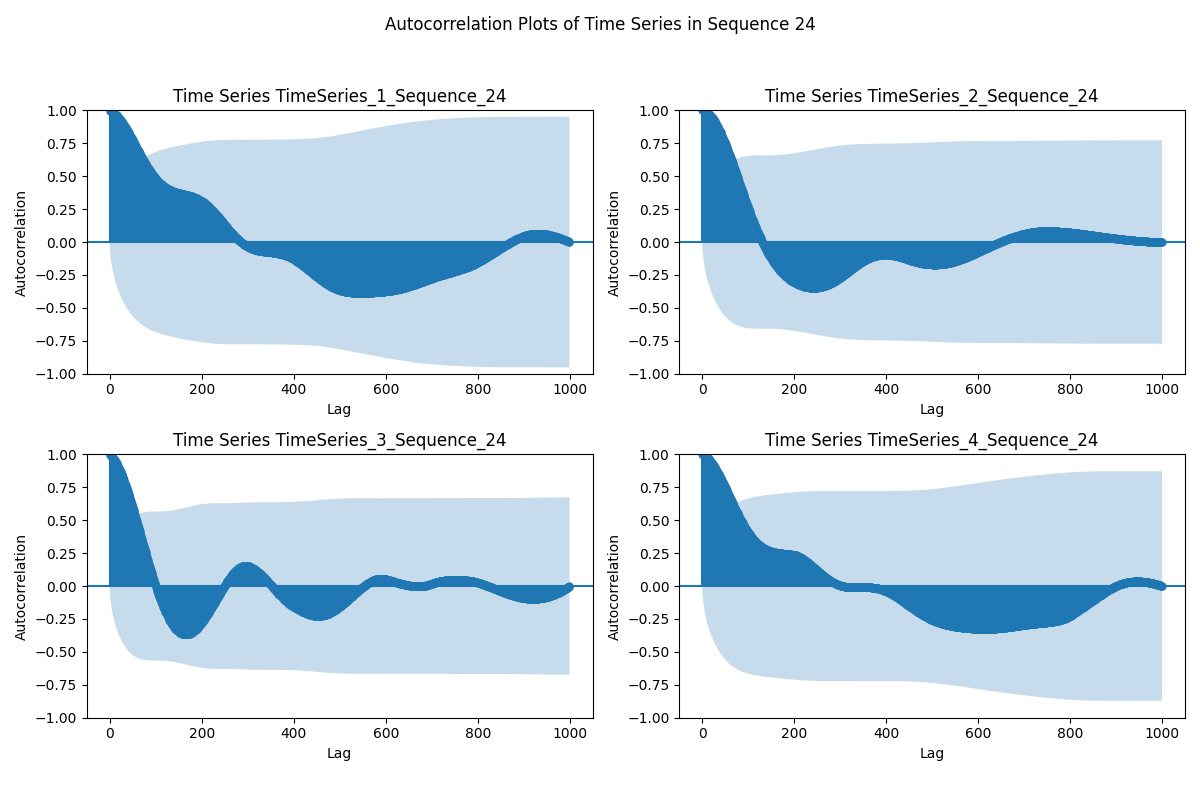 Autocorrelation Plots of Time Series in Sequence 24
Time Series TimeSeries_1_Sequence_24
1.00
0.75
0.50
0.25
0.00
−0.25
−0.50
−0.75
−1.00
Autocorrelation
0 200 400 600 800 1000
Lag
Time Series TimeSeries_2_Sequence_24
1.00
0.75
0.50
0.25
0.00
−0.25
−0.50
−0.75
−1.00
Autocorrelation
0 200 400 600 800 1000
Lag
Time Series TimeSeries_3_Sequence_24
1.00
0.75
0.50
0.25
0.00
−0.25
−0.50
−0.75
−1.00
Autocorrelation
0 200 400 600 800 1000
Lag
Time Series TimeSeries_4_Sequence_24
1.00
0.75
0.50
0.25
0.00
−0.25
−0.50
−0.75
−1.00
Autocorrelation
0 200 400 600 800 1000
Lag